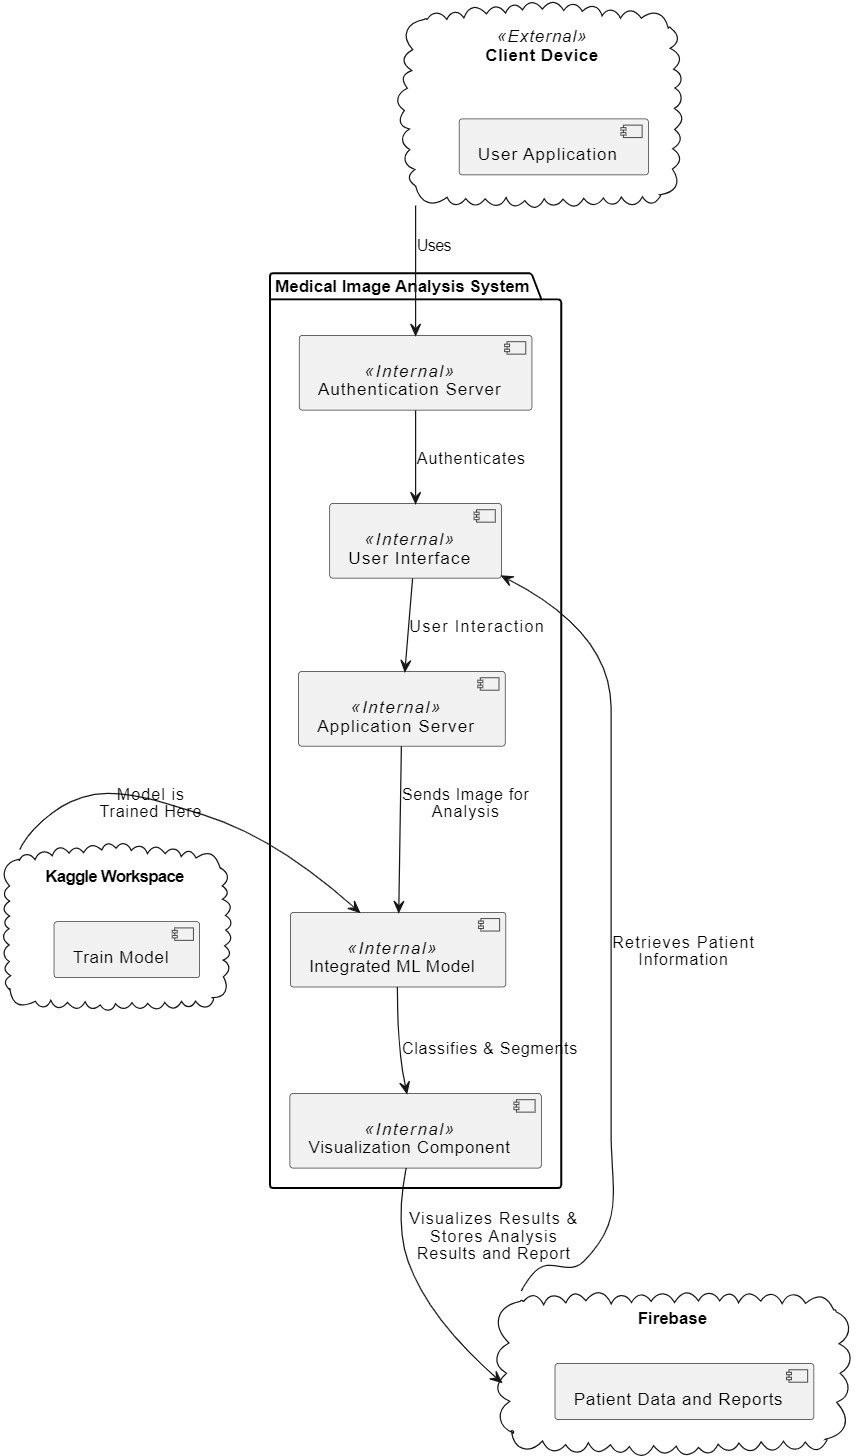 «External»
Client Device
User Application
Uses
Medical Image Analysis System
«Internal»
Authentication Server
Authenticates
«Internal»
User Interface
User Interaction
«Internal»
Application Server
Model is
Trained Here
Sends Image for
Analysis
Kaggle Workspace
Train Model
«Internal»
Integrated ML Model
Retrieves Patient
Information
Classifies & Segments
«Internal»
Visualization Component
Visualizes Results &
Stores Analysis
Results and Report
Firebase
Patient Data and Reports